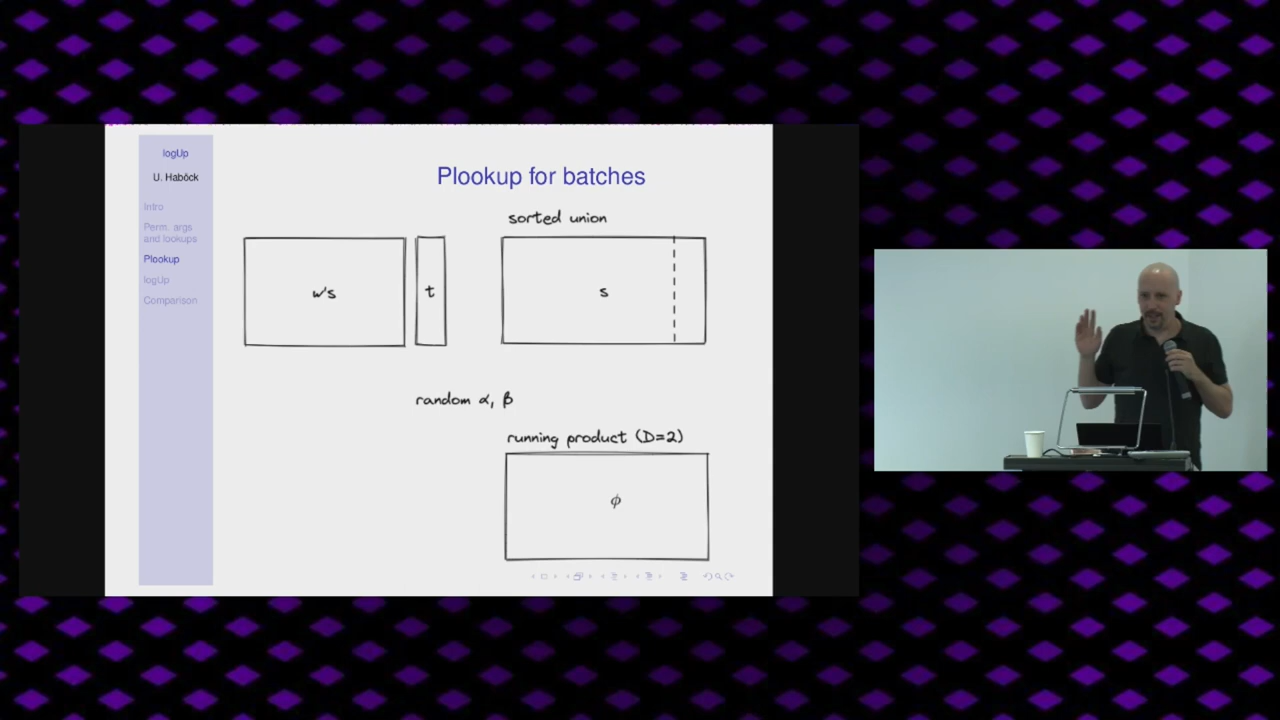 logUp
U. Haböck
Intro
Perm. args
and lookups
Plookup
logUp
Comparison
Plookup for batches
sorted union
w's
t
s
random α, β
running product (D=2)
ϕ